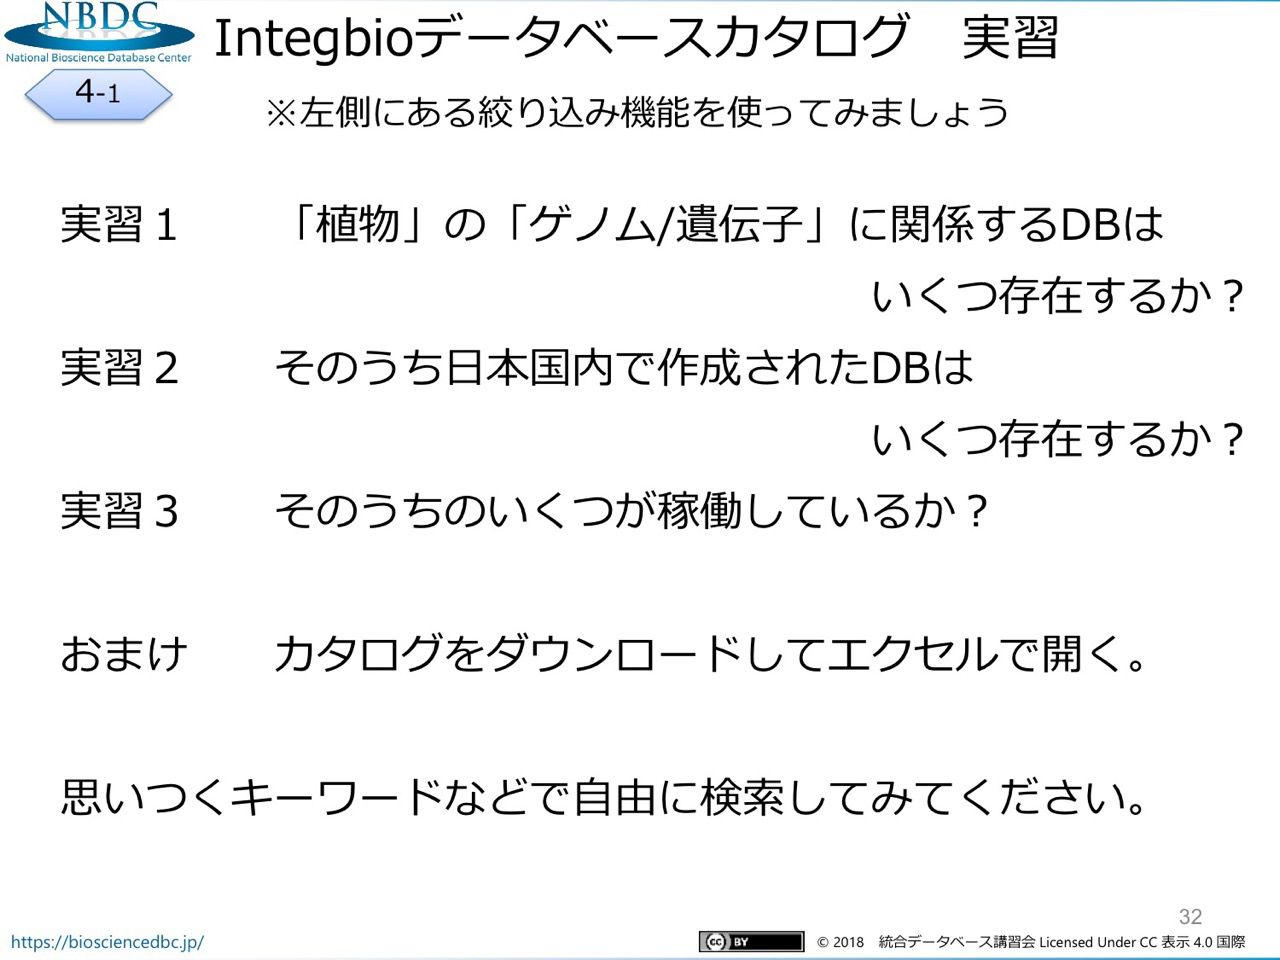 NBDC
National Bioscience Database Center
Integbioデータベースカタログ　実習
4-1
※左側にある絞り込み機能を使ってみましょう
実習１　「植物」の「ゲノム/遺伝子」に関係するDBは
いくつ存在するか？
実習２　そのうち日本国内で作成されたDBは
いくつ存在するか？
実習３　そのうちのいくつが稼働しているか？
おまけ　カタログをダウンロードしてエクセルで開く。
思いつくキーワードなどで自由に検索してみてください。
32
https://biosciencedbc.jp/
cc BY
© 2018　統合データベース講習会 Licensed Under CC 表示 4.0 国際